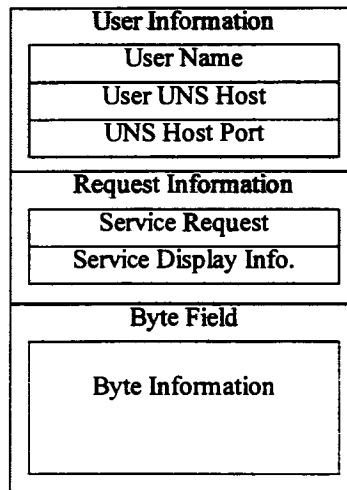 User Information
User Name
User UNS Host
UNS Host Port
Request Information
Service Request
Service Display Info.
Byte Field
Byte Information